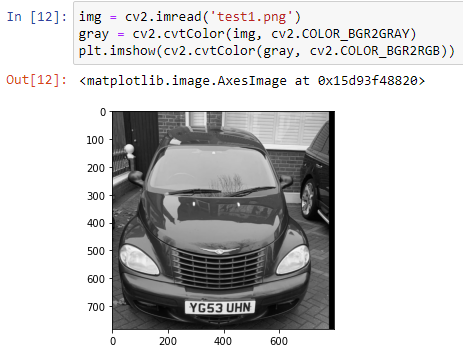 In [12]: img = cv2.imread('test1.png')
gray = cv2.cvtColor(img, cv2.COLOR_BGR2GRAY)
plt.imshow(cv2.cvtColor(gray, cv2.COLOR_BGR2RGB))
Out[12]: <matplotlib.image.AxesImage at 0x15d93f48820>
0
100
200
300
400
500
600
700
YG53 UHN
0 200 400 600